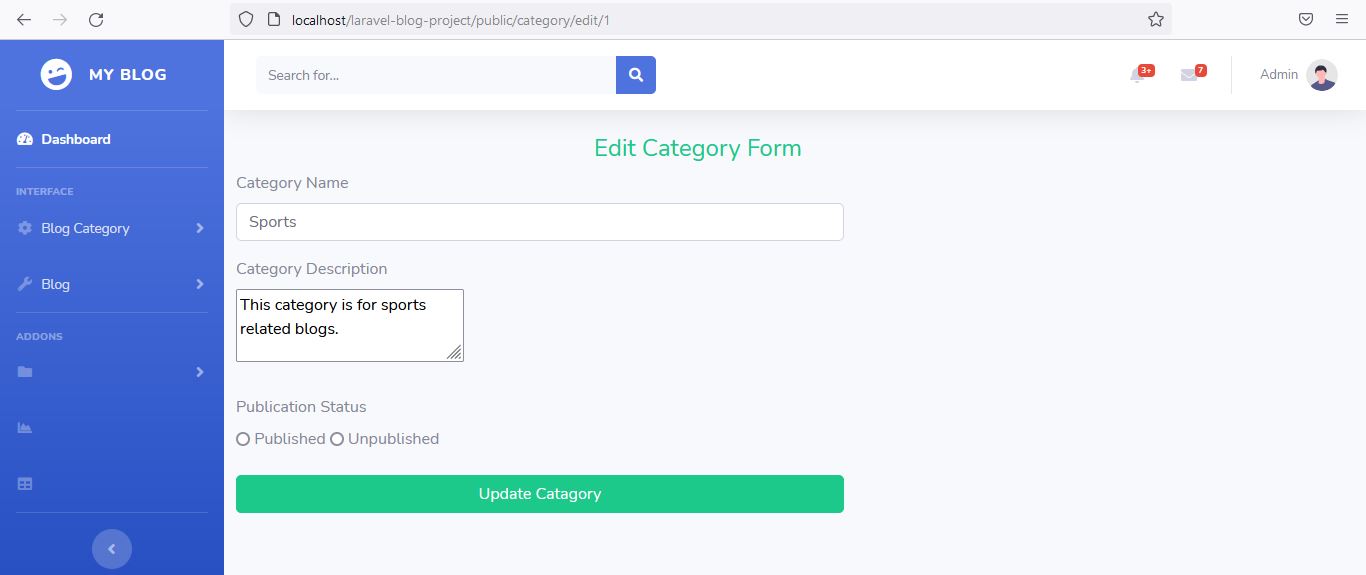 localhost/laravel-blog-project/public/category/edit/1
MY BLOG
Search for...
3+
7
Admin
Dashboard
INTERFACE
Blog Category
Blog
ADDONS
Edit Category Form
Category Name
Sports
Category Description
This category is for sports
related blogs.
Publication Status
Published Unpublished
Update Catagory